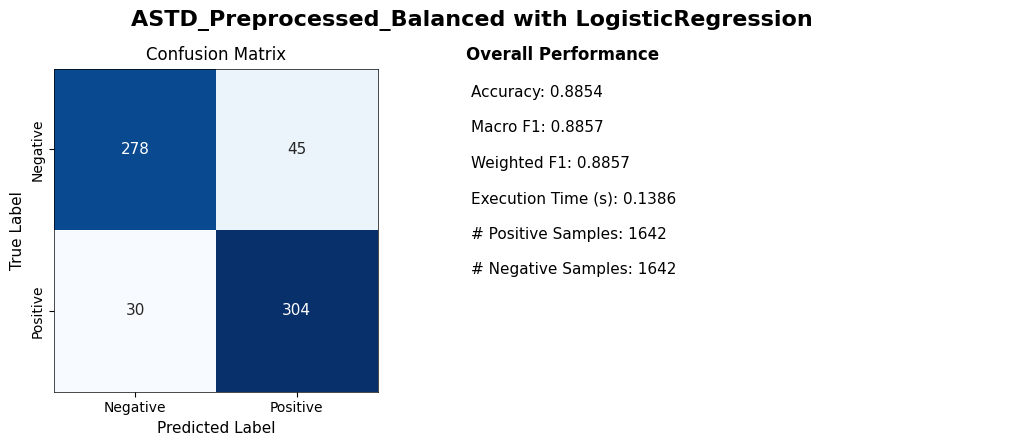 ASTD_Preprocessed_Balanced with LogisticRegression
Confusion Matrix
True Label
Negative
Positive
278
45
30
304
Negative
Positive
Predicted Label
Overall Performance
Accuracy: 0.8854
Macro F1: 0.8857
Weighted F1: 0.8857
Execution Time (s): 0.1386
# Positive Samples: 1642
# Negative Samples: 1642